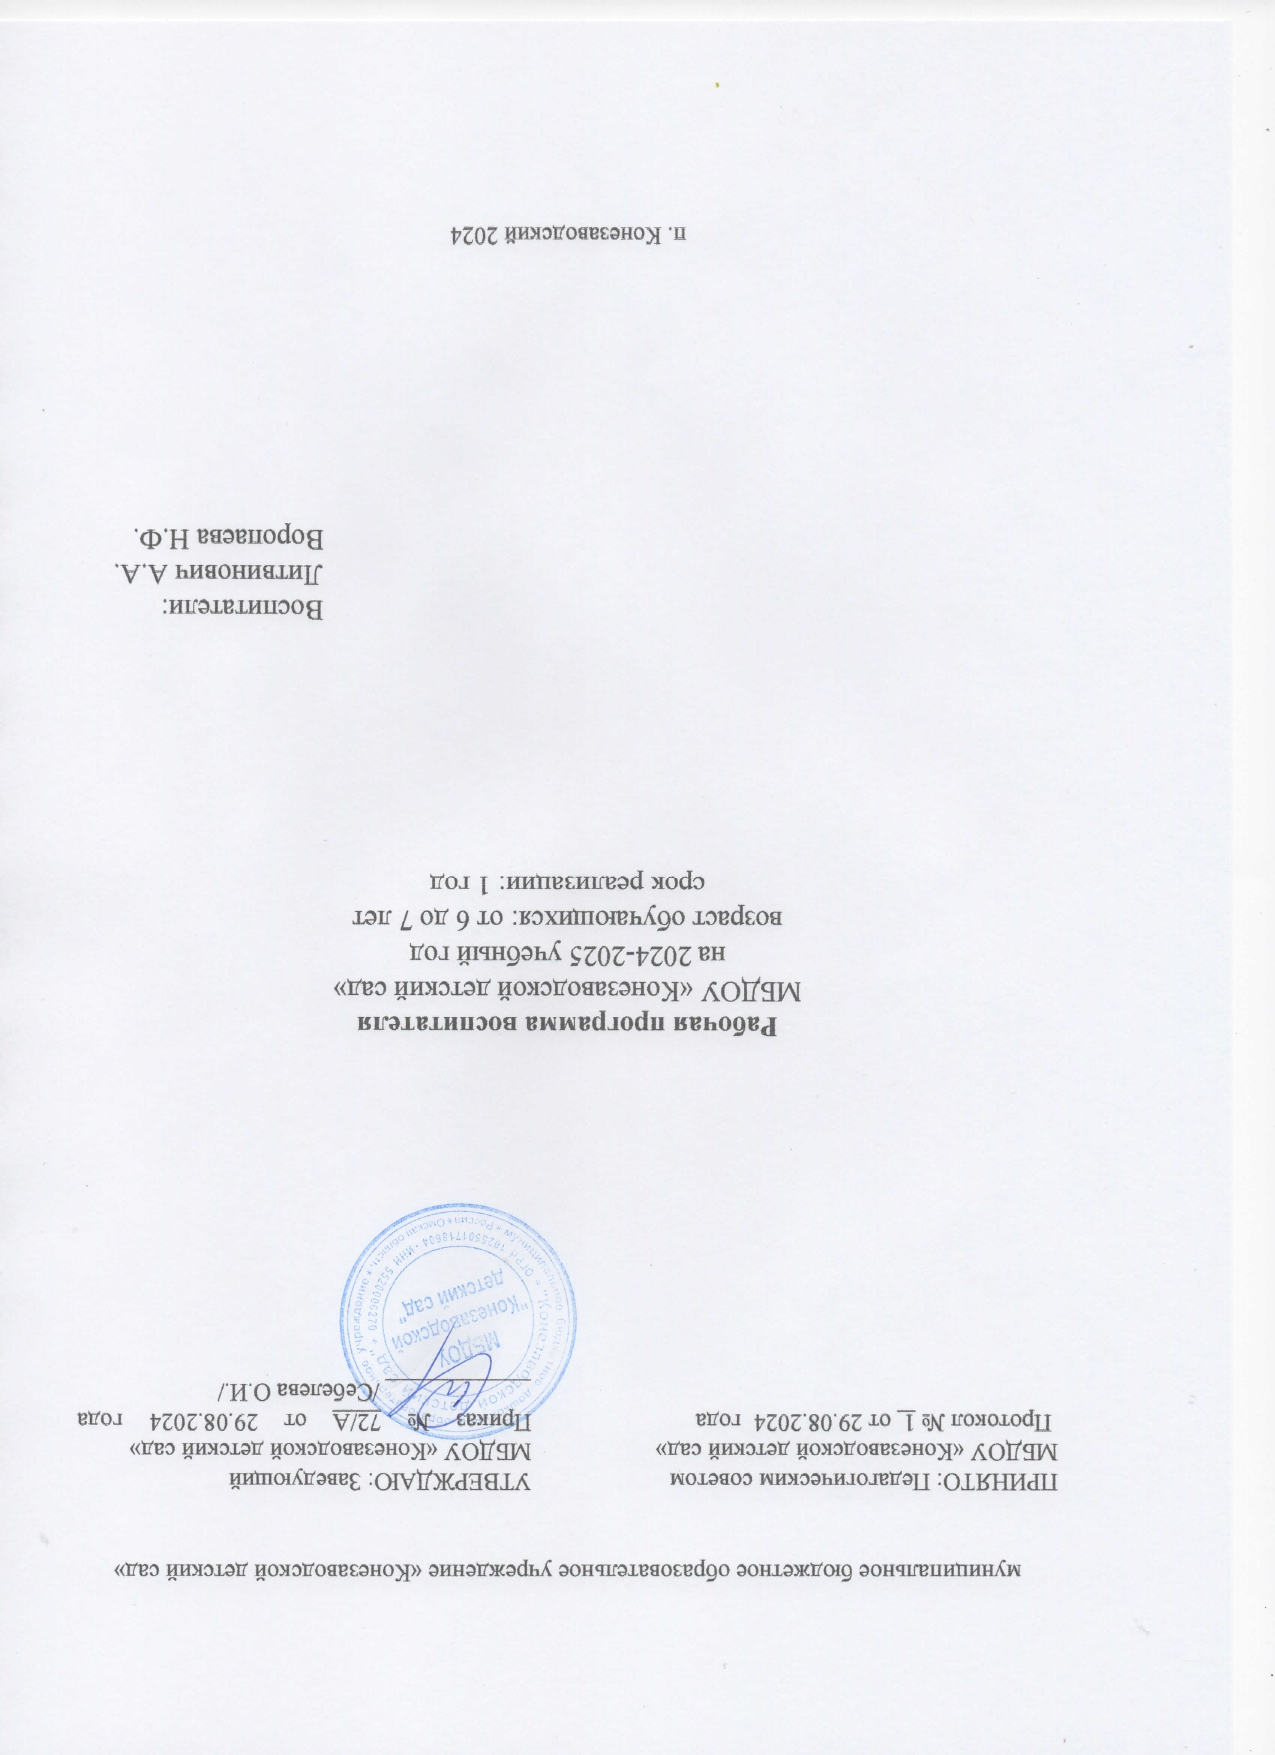 муниципальное бюджетное образовательное учреждение «Конезаводской детский сад»
ПРИНЯТО: Педагогическим советом
МБДОУ «Конезаводской детский сад»
Протокол № 1 от 29.08.2024 года
УТВЕРЖДАЮ: Заведующий
МБДОУ «Конезаводской детский сад»
Приказ № 72/А от 29.08.2024 года
/Себелева О.И./
МБДОУ
"Конезаводской
детский сад"
Рабочая программа воспитателя
МБДОУ «Конезаводской детский сад»
на 2024-2025 учебный год
возраст обучающихся: от 6 до 7 лет
срок реализации: 1 год
Воспитатели:
Литвинович А.А.
Воропаева Н.Ф.
п. Конезаводский 2024